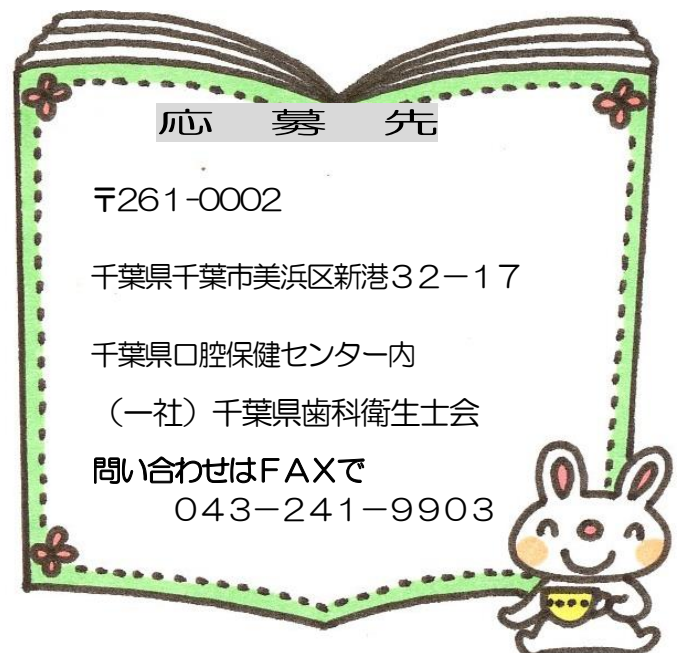 応　募　先
〒261-0002
千葉県千葉市美浜区新港３２－１７
千葉県口腔保健センター内
（一社）千葉県歯科衛生士会
問い合わせはＦＡＸで
０４３－２４１－９９０３